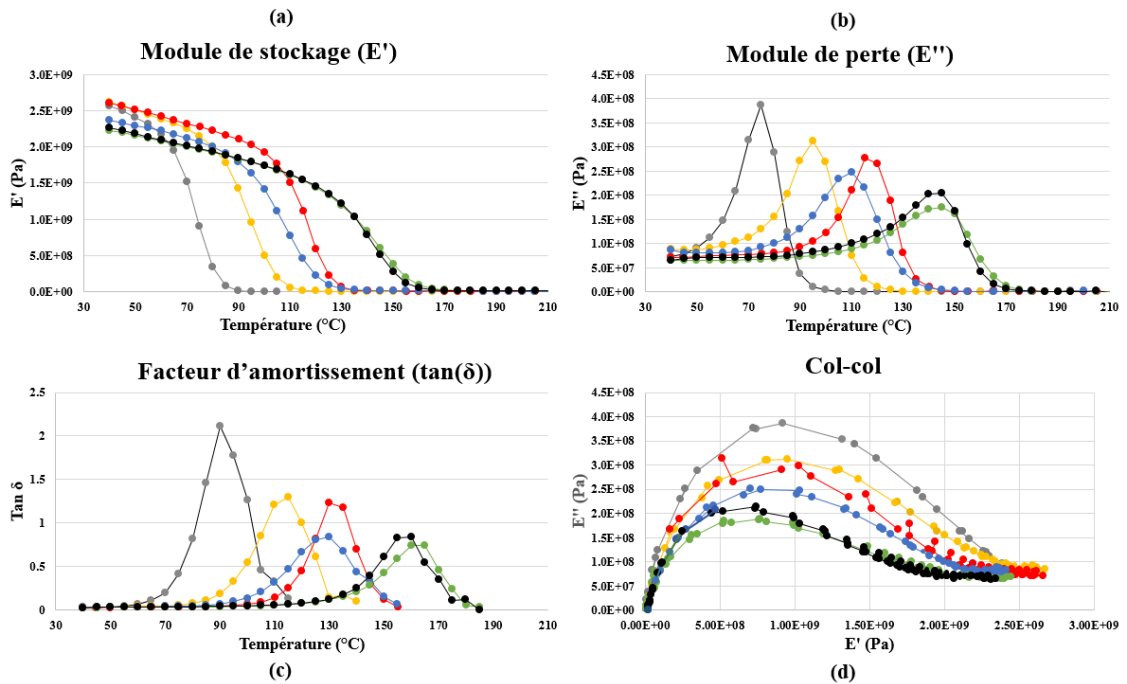 (a)
Module de stockage (E')
3.0E+09
2.5E+09
2.0E+09
1.5E+09
1.0E+09
5.0E+08
0.0E+00
E' (Pa)
30 50 70 90 110 130 150 170 190 210
Température (°C)
(b)
Module de perte (E'')
4.5E+08
4.0E+08
3.5E+08
3.0E+08
2.5E+08
2.0E+08
1.5E+08
1.0E+08
5.0E+07
0.0E+00
E'' (Pa)
30 50 70 90 110 130 150 170 190 210
Température (°C)
Facteur d’amortissement (tan(δ))
2.5
2
1.5
1
0.5
0
Tan δ
30 50 70 90 110 130 150 170 190 210
Température (°C)
(c)
Col-col
4.5E+08
4.0E+08
3.5E+08
3.0E+08
2.5E+08
2.0E+08
1.5E+08
1.0E+08
5.0E+07
0.0E+00
E'' (Pa)
0.00E+00 5.00E+08 1.00E+09 1.50E+09 2.00E+09 2.50E+09 3.00E+09
E' (Pa)
(d)